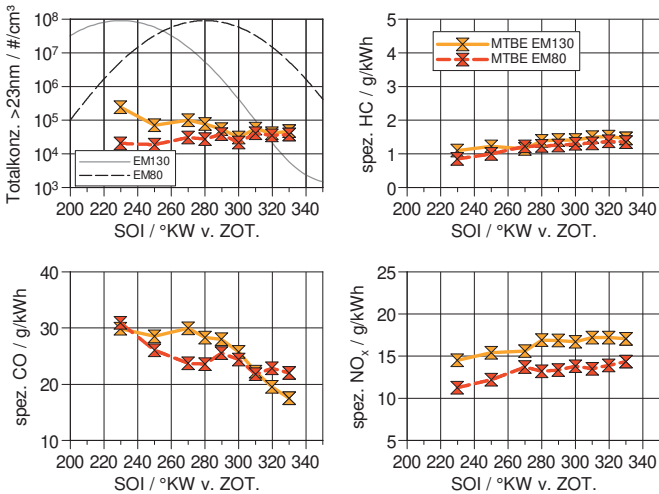 Totalkonz. >23nm / #/cm³
10⁸
10⁷
10⁶
10⁵
10⁴
10³
EM130
EM80
200 220 240 260 280 300 320 340
SOI / °KW v. ZOT.
spez. HC / g/kWh
5
4
3
2
1
0
MTBE EM130
MTBE EM80
200 220 240 260 280 300 320 340
SOI / °KW v. ZOT.
spez. CO / g/kWh
40
30
20
10
200 220 240 260 280 300 320 340
SOI / °KW v. ZOT.
spez. NOₓ / g/kWh
25
20
15
10
5
200 220 240 260 280 300 320 340
SOI / °KW v. ZOT.